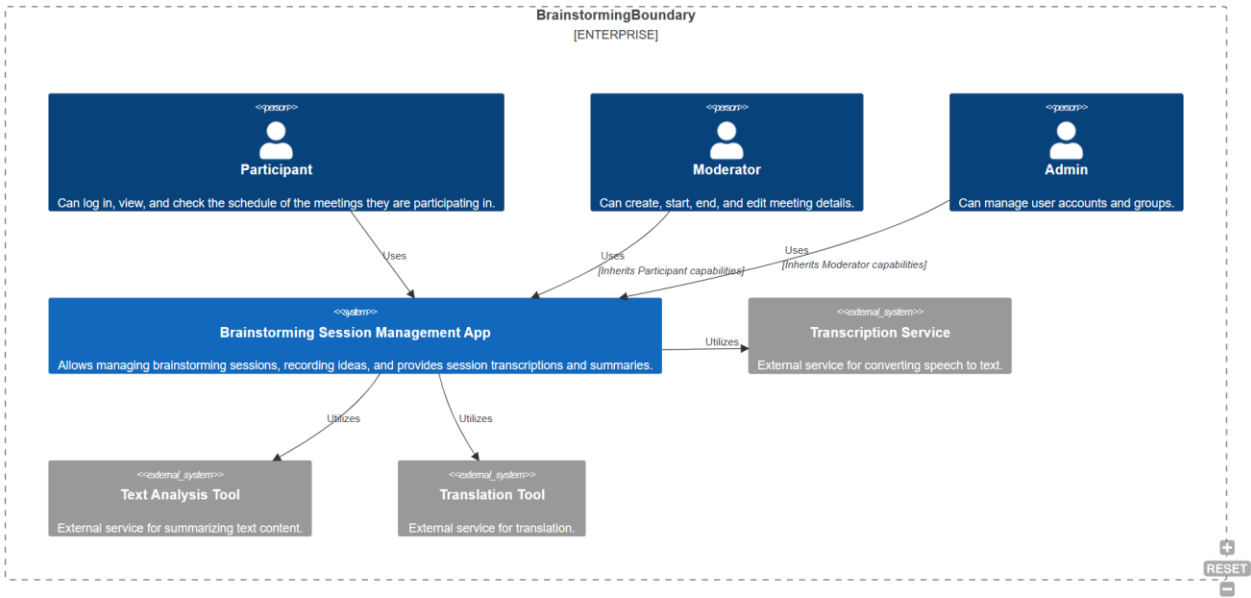 BrainstormingBoundary
[ENTERPRISE]
<<person>>
Participant
Can log in, view, and check the schedule of the meetings they are participating in.
<<person>>
Moderator
Can create, start, end, and edit meeting details.
<<person>>
Admin
Can manage user accounts and groups.
Uses
Uses
[Inherits Participant capabilities]
Uses
[Inherits Moderator capabilities]
<<system>>
Brainstorming Session Management App
Allows managing brainstorming sessions, recording ideas, and provides session transcriptions and summaries.
Utilizes
<<external_system>>
Transcription Service
External service for converting speech to text.
Utilizes
Utilizes
<<external_system>>
Text Analysis Tool
External service for summarizing text content.
<<external_system>>
Translation Tool
External service for translation.
RESET